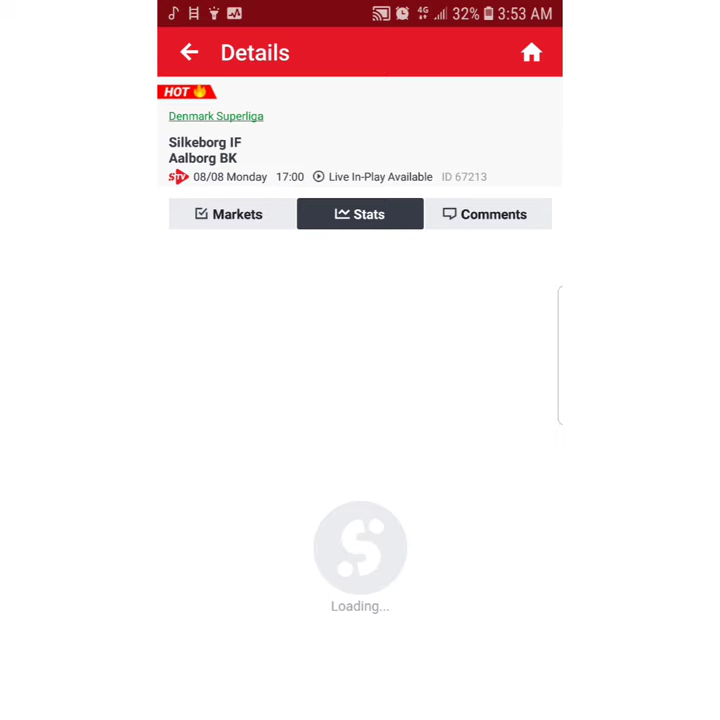 4G 32% 3:53 AM
Details
HOT
Denmark Superliga
Silkeborg IF
Aalborg BK
STV 08/08 Monday 17:00 Live In-Play Available ID 67213
Markets Stats Comments
S
Loading...